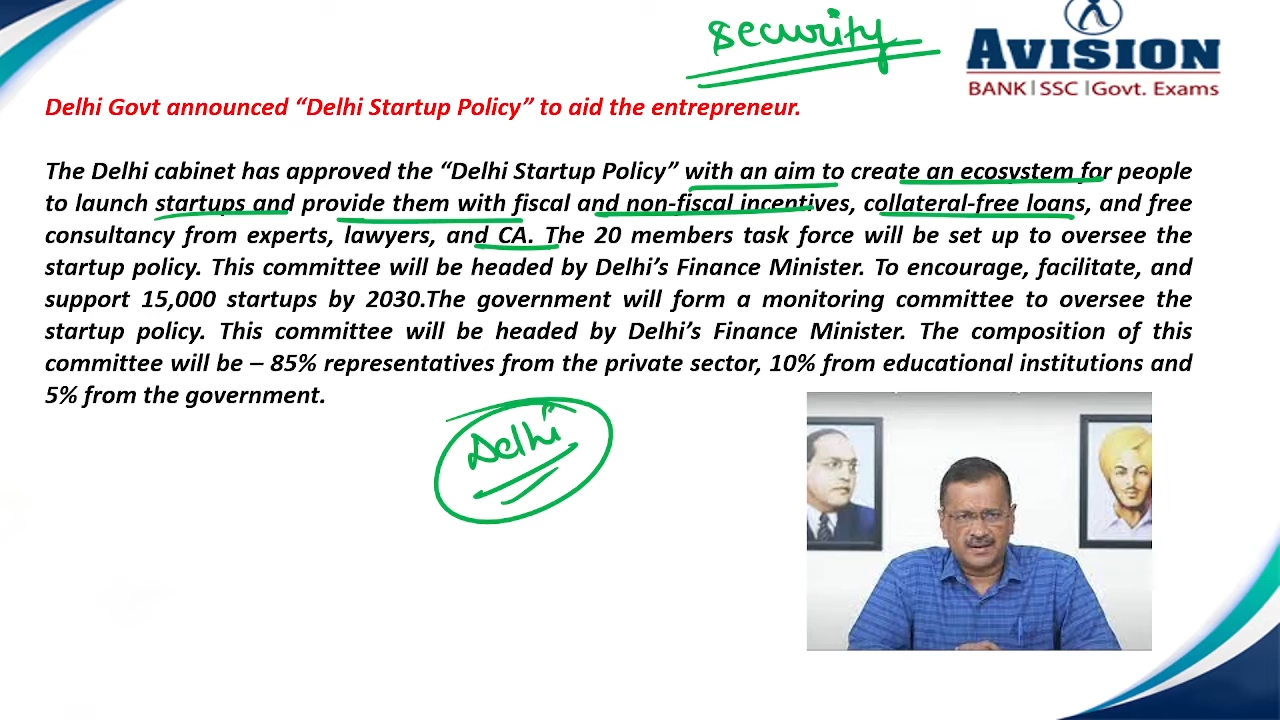 security
AVISION
BANK|SSC|Govt. Exams
Delhi Govt announced “Delhi Startup Policy” to aid the entrepreneur.
The Delhi cabinet has approved the “Delhi Startup Policy” with an aim to create an ecosystem for people
to launch startups and provide them with fiscal and non-fiscal incentives, collateral-free loans, and free
consultancy from experts, lawyers, and CA. The 20 members task force will be set up to oversee the
startup policy. This committee will be headed by Delhi’s Finance Minister. To encourage, facilitate, and
support 15,000 startups by 2030.The government will form a monitoring committee to oversee the
startup policy. This committee will be headed by Delhi’s Finance Minister. The composition of this
committee will be – 85% representatives from the private sector, 10% from educational institutions and
5% from the government.
Delhi